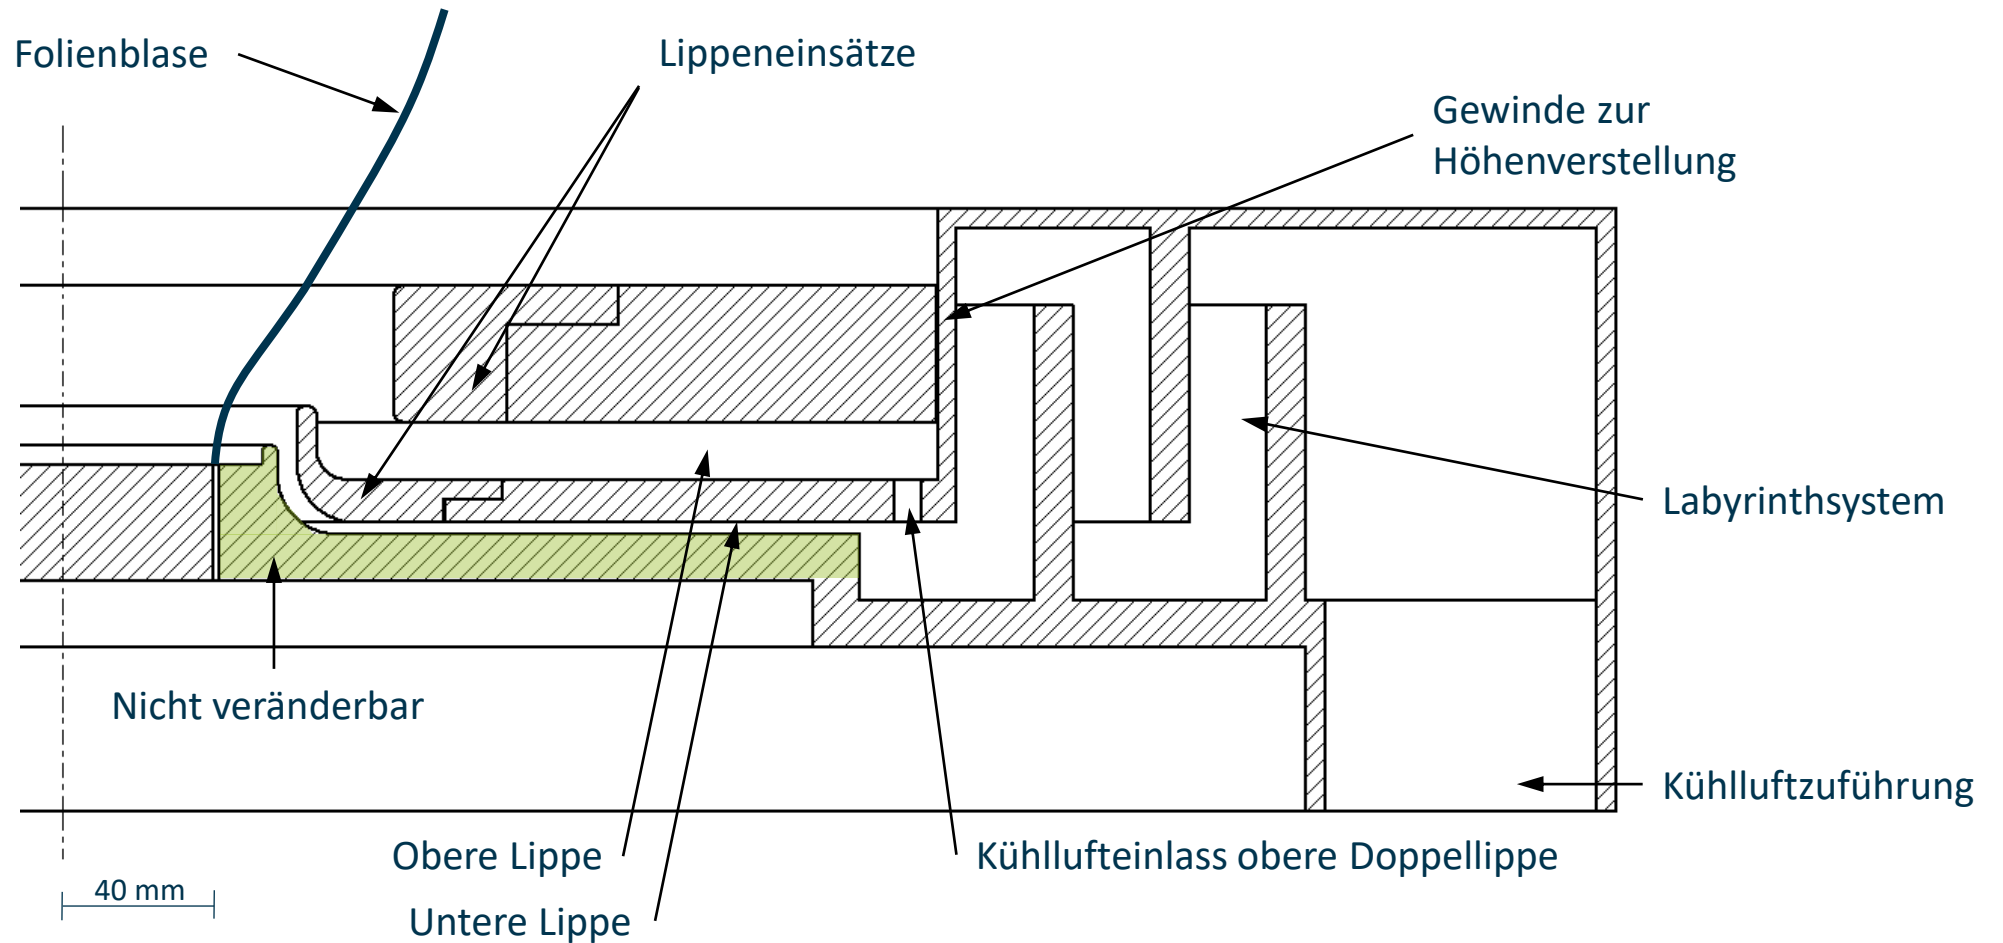 Folienblase
Lippeneinsätze
Gewinde zur
Höhenverstellung
Labyrinthsystem
Nicht veränderbar
Kühlluftzuführung
Obere Lippe
Kühllufteinlass obere Doppellippe
40 mm
Untere Lippe